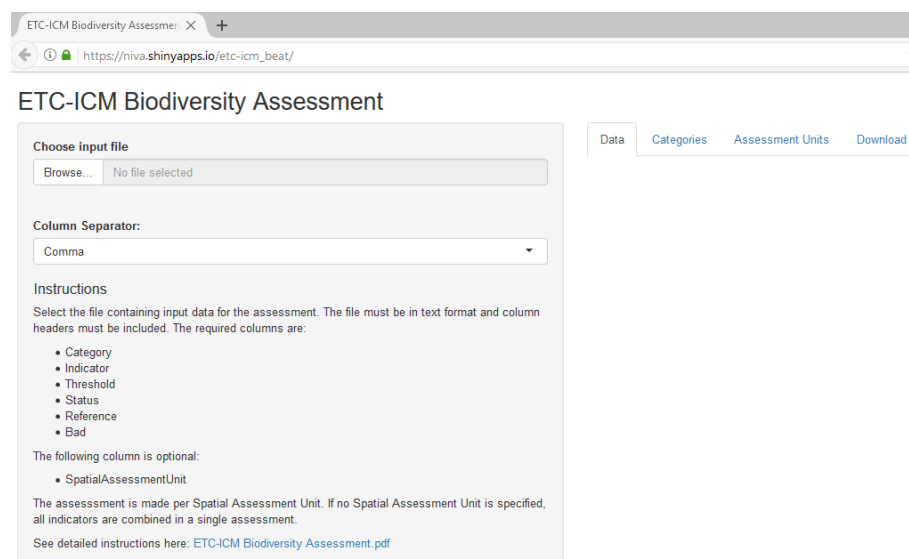 ETC-ICM Biodiversity Assessmen
https://niva.shinyapps.io/etc-icm_beat/
ETC-ICM Biodiversity Assessment
Choose input file
Browse... No file selected
Column Separator:
Comma
Instructions
Select the file containing input data for the assessment. The file must be in text format and column
headers must be included. The required columns are:
• Category
• Indicator
• Threshold
• Status
• Reference
• Bad
The following column is optional:
• SpatialAssessmentUnit
The assesssment is made per Spatial Assessment Unit. If no Spatial Assessment Unit is specified,
all indicators are combined in a single assessment.
See detailed instructions here: ETC-ICM Biodiversity Assessment.pdf
Data Categories Assessment Units Download